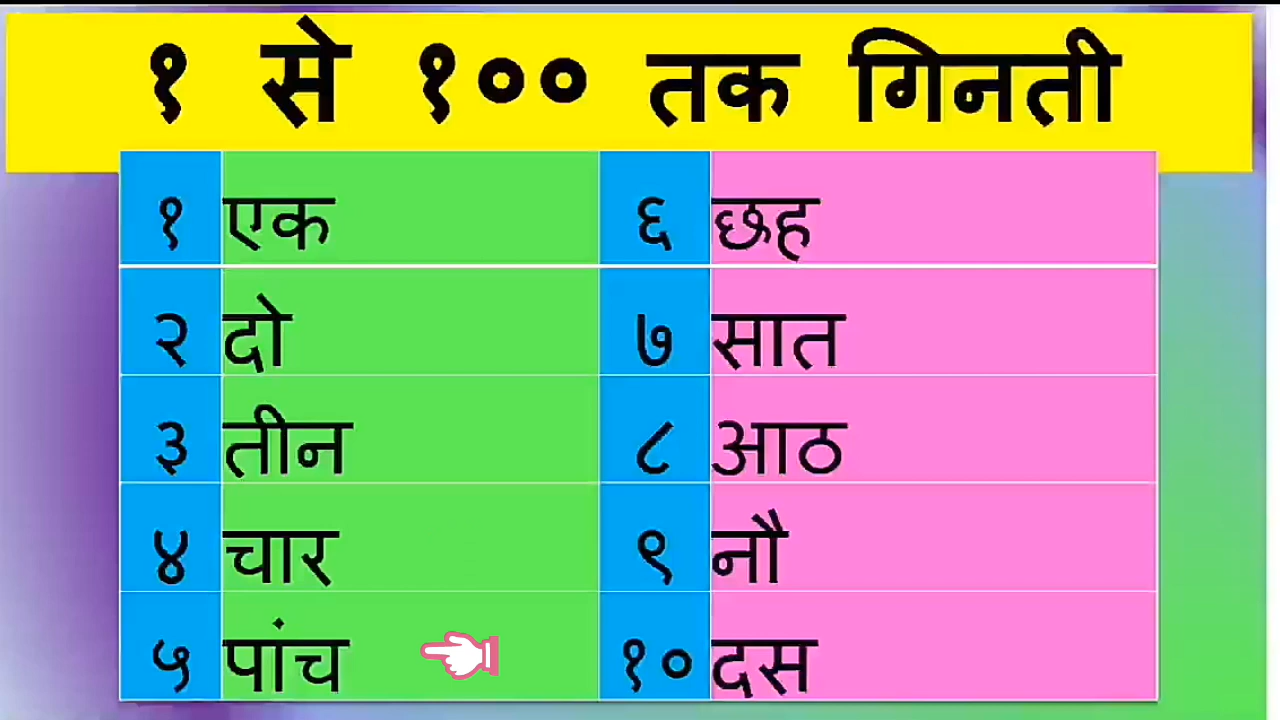 १ से १०० तक गिनती
१ एक ६ छह
२ दो ७ सात
३ तीन ८ आठ
४ चार ९ नौ
५ पांच १० दस